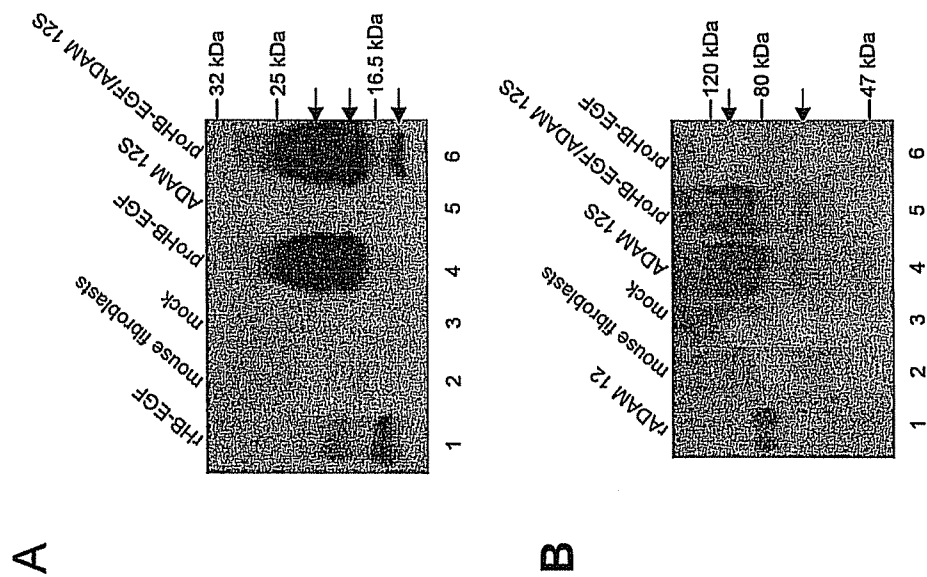 A
rHB-EGF
mouse fibroblasts
mock
proHB-EGF
ADAM 12S
proHB-EGF/ADAM 12S
32 kDa
25 kDa
16.5 kDa
1 2 3 4 5 6
B
rADAM 12
mouse fibroblasts
mock
ADAM 12S
proHB-EGF/ADAM 12S
proHB-EGF
120 kDa
80 kDa
47 kDa
1 2 3 4 5 6